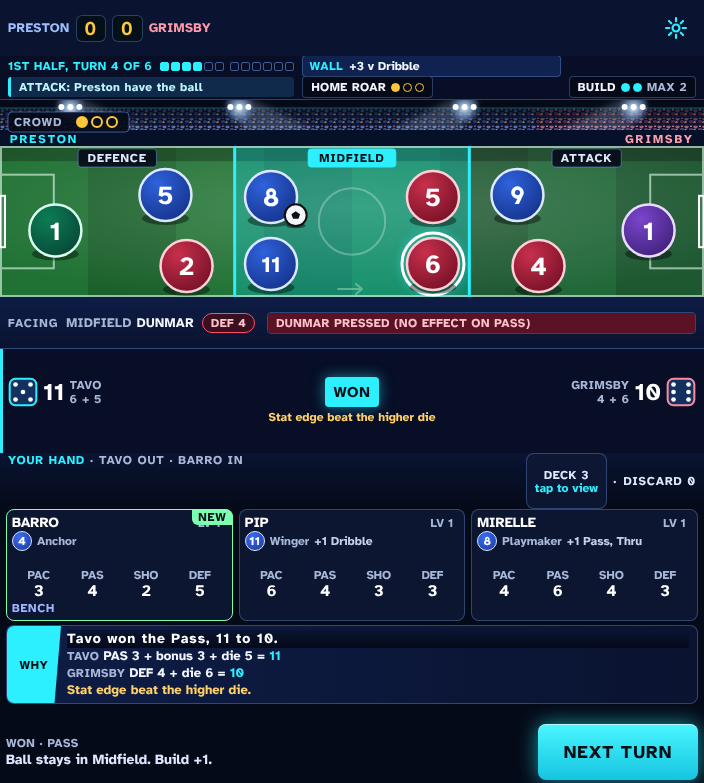 PRESTON 0 0 GRIMSBY
1ST HALF, TURN 4 OF 6
WALL +3 v Dribble
ATTACK: Preston have the ball
HOME ROAR
BUILD MAX 2
CROWD
PRESTON GRIMSBY
DEFENCE MIDFIELD ATTACK
5 8 5 9
1 1
2 11 6 4
FACING MIDFIELD DUNMAR DEF 4 DUNMAR PRESSED (NO EFFECT ON PASS)
11 TAVO
6 + 5
WON
Stat edge beat the higher die
GRIMSBY
4 + 6
10
YOUR HAND · TAVO OUT · BARRO IN
DECK 3
tap to view
· DISCARD 0
BARRO NEW
4 Anchor
PAC PAS SHO DEF
3 4 2 5
BENCH
PIP LV 1
11 Winger +1 Dribble
PAC PAS SHO DEF
6 4 3 3
MIRELLE LV 1
8 Playmaker +1 Pass, Thru
PAC PAS SHO DEF
4 6 4 3
WHY
Tavo won the Pass, 11 to 10.
TAVO PAS 3 + bonus 3 + die 5 = 11
GRIMSBY DEF 4 + die 6 = 10
Stat edge beat the higher die.
WON · PASS
Ball stays in Midfield. Build +1.
NEXT TURN